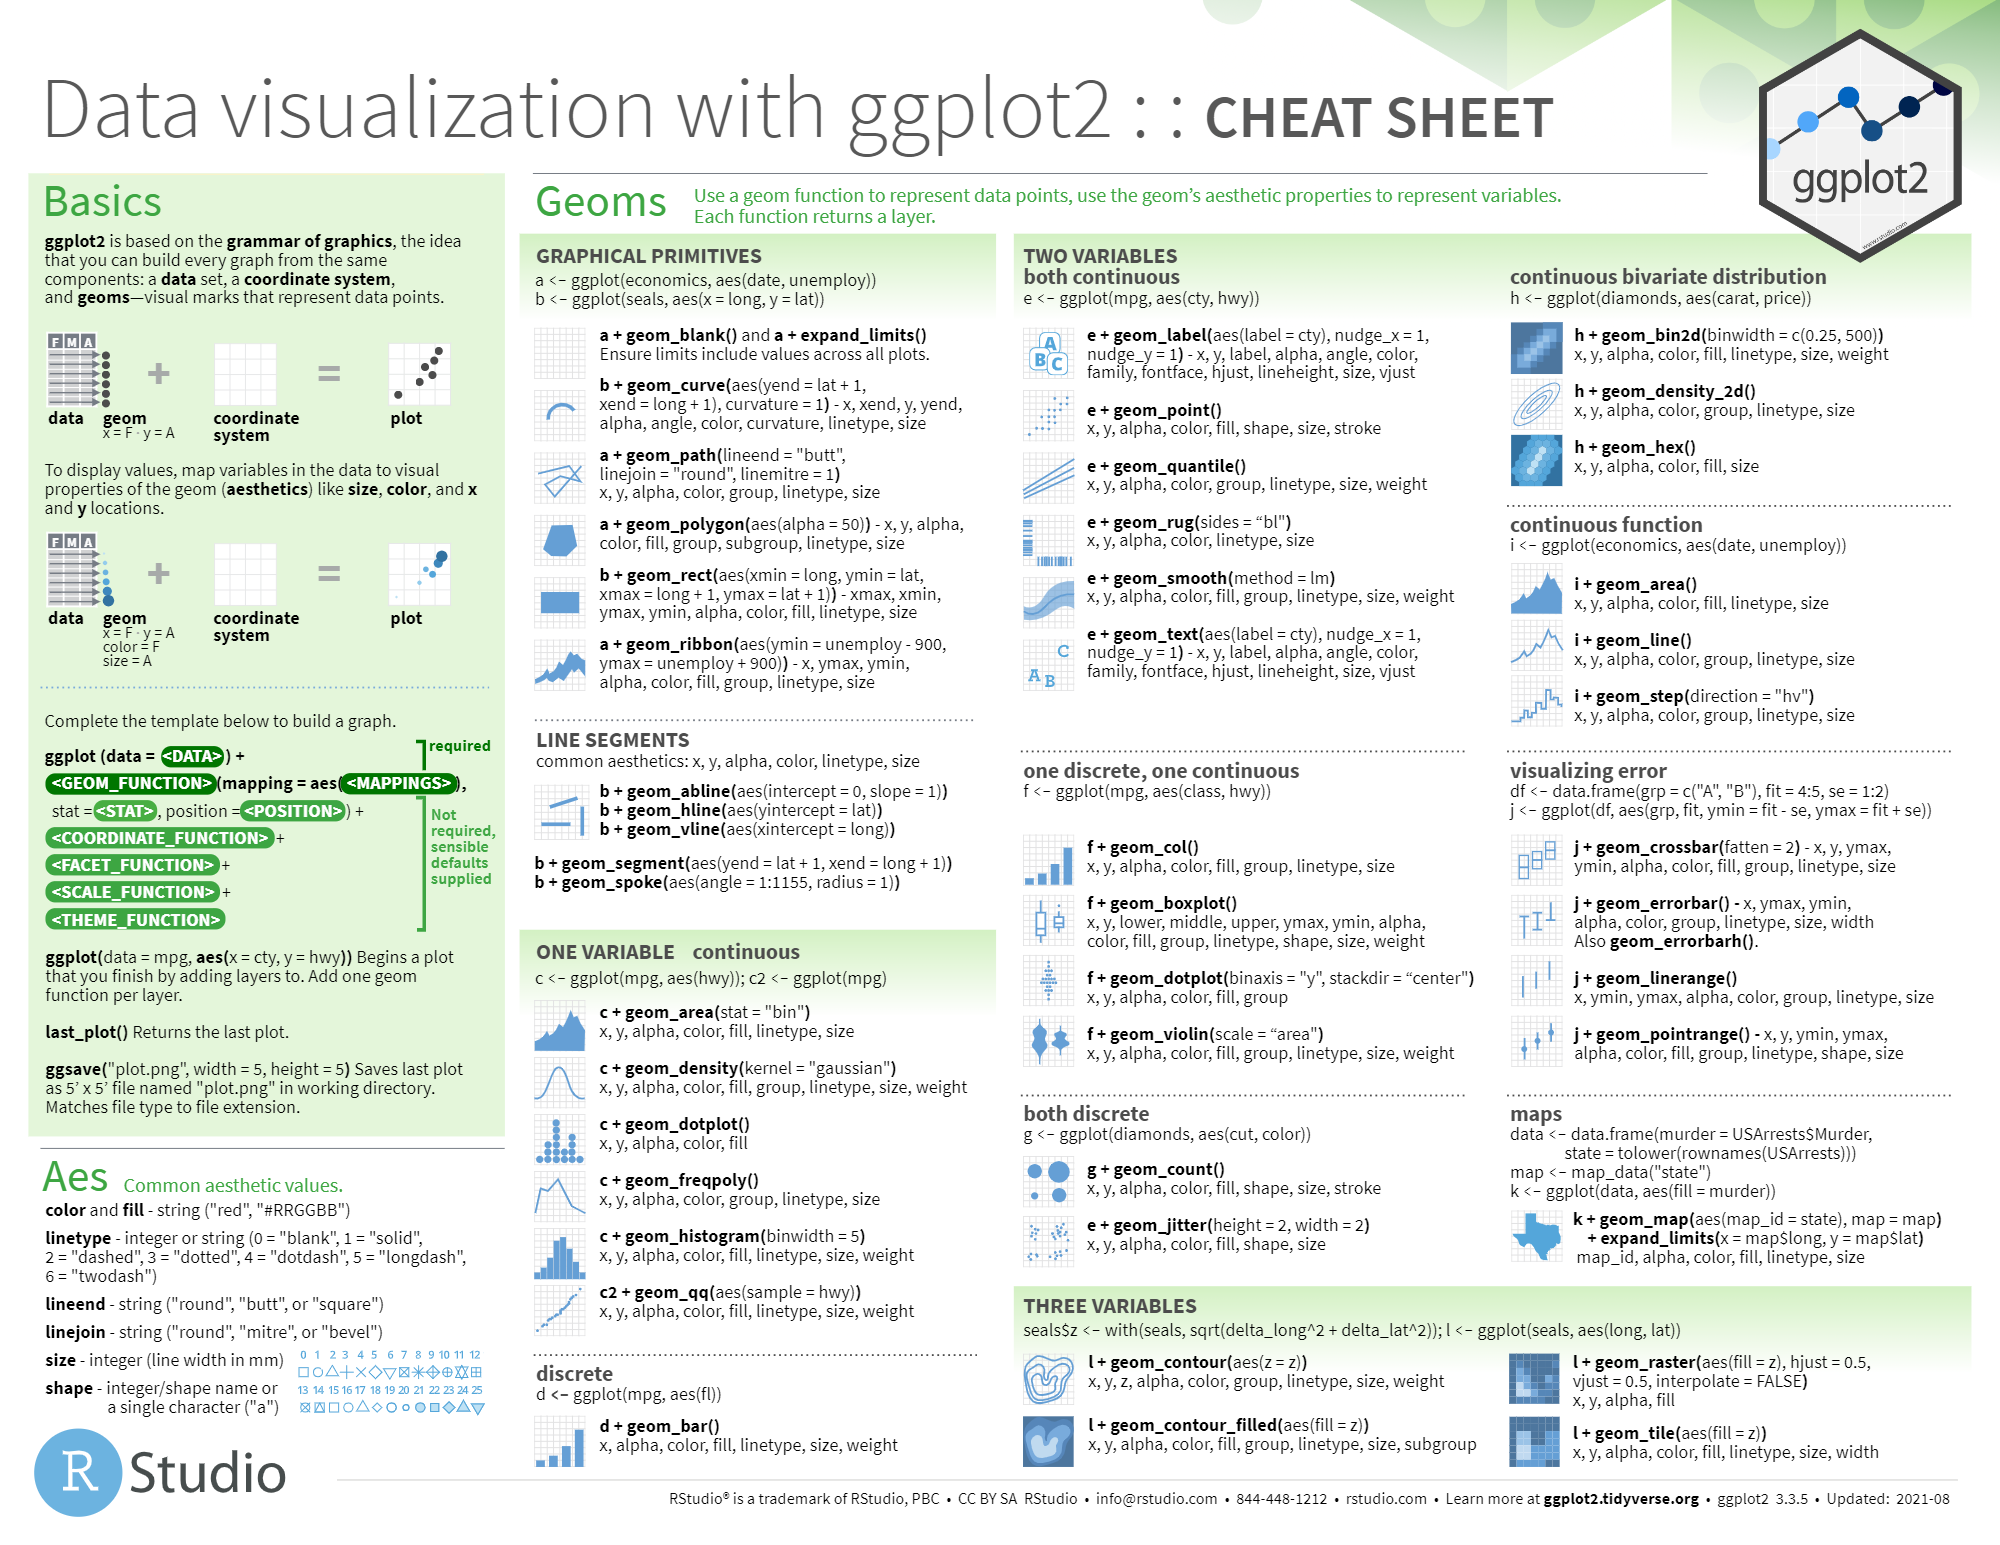 Data visualization with ggplot2 : : CHEAT SHEET
ggplot2
www.rstudio.com
Basics
ggplot2 is based on the grammar of graphics, the idea
that you can build every graph from the same
components: a data set, a coordinate system,
and geoms—visual marks that represent data points.
F M A
data
geom
x = F · y = A
coordinate
system
plot
To display values, map variables in the data to visual
properties of the geom (aesthetics) like size, color, and x
and y locations.
F M A
data
geom
x = F · y = A
color = F
size = A
coordinate
system
plot
Complete the template below to build a graph.
ggplot (data = <DATA> ) +
<GEOM_FUNCTION> (mapping = aes( <MAPPINGS> ),
stat = <STAT> , position = <POSITION> ) +
<COORDINATE_FUNCTION> +
<FACET_FUNCTION> +
<SCALE_FUNCTION> +
<THEME_FUNCTION>
required
Not
required,
sensible
defaults
supplied
ggplot(data = mpg, aes(x = cty, y = hwy)) Begins a plot
that you finish by adding layers to. Add one geom
function per layer.
last_plot() Returns the last plot.
ggsave("plot.png", width = 5, height = 5) Saves last plot
as 5’ x 5’ file named "plot.png" in working directory.
Matches file type to file extension.
Aes Common aesthetic values.
color and fill - string ("red", "#RRGGBB")
linetype - integer or string (0 = "blank", 1 = "solid",
2 = "dashed", 3 = "dotted", 4 = "dotdash", 5 = "longdash",
6 = "twodash")
lineend - string ("round", "butt", or "square")
linejoin - string ("round", "mitre", or "bevel")
size - integer (line width in mm)
shape - integer/shape name or
a single character ("a")
0 1 2 3 4 5 6 7 8 9 10 11 12
13 14 15 16 17 18 19 20 21 22 23 24 25
R Studio
Geoms
Use a geom function to represent data points, use the geom’s aesthetic properties to represent variables.
Each function returns a layer.
GRAPHICAL PRIMITIVES
a <- ggplot(economics, aes(date, unemploy))
b <- ggplot(seals, aes(x = long, y = lat))
a + geom_blank() and a + expand_limits()
Ensure limits include values across all plots.
b + geom_curve(aes(yend = lat + 1,
xend = long + 1), curvature = 1) - x, xend, y, yend,
alpha, angle, color, curvature, linetype, size
a + geom_path(lineend = "butt",
linejoin = "round", linemitre = 1)
x, y, alpha, color, group, linetype, size
a + geom_polygon(aes(alpha = 50)) - x, y, alpha,
color, fill, group, subgroup, linetype, size
b + geom_rect(aes(xmin = long, ymin = lat,
xmax = long + 1, ymax = lat + 1)) - xmax, xmin,
ymax, ymin, alpha, color, fill, linetype, size
a + geom_ribbon(aes(ymin = unemploy - 900,
ymax = unemploy + 900)) - x, ymax, ymin,
alpha, color, fill, group, linetype, size
LINE SEGMENTS
common aesthetics: x, y, alpha, color, linetype, size
b + geom_abline(aes(intercept = 0, slope = 1))
b + geom_hline(aes(yintercept = lat))
b + geom_vline(aes(xintercept = long))
b + geom_segment(aes(yend = lat + 1, xend = long + 1))
b + geom_spoke(aes(angle = 1:1155, radius = 1))
ONE VARIABLE continuous
c <- ggplot(mpg, aes(hwy)); c2 <- ggplot(mpg)
c + geom_area(stat = "bin")
x, y, alpha, color, fill, linetype, size
c + geom_density(kernel = "gaussian")
x, y, alpha, color, fill, group, linetype, size, weight
c + geom_dotplot()
x, y, alpha, color, fill
c + geom_freqpoly()
x, y, alpha, color, group, linetype, size
c + geom_histogram(binwidth = 5)
x, y, alpha, color, fill, linetype, size, weight
c2 + geom_qq(aes(sample = hwy))
x, y, alpha, color, fill, linetype, size, weight
discrete
d <- ggplot(mpg, aes(fl))
d + geom_bar()
x, alpha, color, fill, linetype, size, weight
TWO VARIABLES
both continuous
e <- ggplot(mpg, aes(cty, hwy))
A
B
C
e + geom_label(aes(label = cty), nudge_x = 1,
nudge_y = 1) - x, y, label, alpha, angle, color,
family, fontface, hjust, lineheight, size, vjust
e + geom_point()
x, y, alpha, color, fill, shape, size, stroke
e + geom_quantile()
x, y, alpha, color, group, linetype, size, weight
e + geom_rug(sides = “bl")
x, y, alpha, color, linetype, size
e + geom_smooth(method = lm)
x, y, alpha, color, fill, group, linetype, size, weight
C
A
B
e + geom_text(aes(label = cty), nudge_x = 1,
nudge_y = 1) - x, y, label, alpha, angle, color,
family, fontface, hjust, lineheight, size, vjust
one discrete, one continuous
f <- ggplot(mpg, aes(class, hwy))
f + geom_col()
x, y, alpha, color, fill, group, linetype, size
f + geom_boxplot()
x, y, lower, middle, upper, ymax, ymin, alpha,
color, fill, group, linetype, shape, size, weight
f + geom_dotplot(binaxis = "y", stackdir = “center")
x, y, alpha, color, fill, group
f + geom_violin(scale = “area")
x, y, alpha, color, fill, group, linetype, size, weight
both discrete
g <- ggplot(diamonds, aes(cut, color))
g + geom_count()
x, y, alpha, color, fill, shape, size, stroke
e + geom_jitter(height = 2, width = 2)
x, y, alpha, color, fill, shape, size
continuous bivariate distribution
h <- ggplot(diamonds, aes(carat, price))
h + geom_bin2d(binwidth = c(0.25, 500))
x, y, alpha, color, fill, linetype, size, weight
h + geom_density_2d()
x, y, alpha, color, group, linetype, size
h + geom_hex()
x, y, alpha, color, fill, size
continuous function
i <- ggplot(economics, aes(date, unemploy))
i + geom_area()
x, y, alpha, color, fill, linetype, size
i + geom_line()
x, y, alpha, color, group, linetype, size
i + geom_step(direction = "hv")
x, y, alpha, color, group, linetype, size
visualizing error
df <- data.frame(grp = c("A", "B"), fit = 4:5, se = 1:2)
j <- ggplot(df, aes(grp, fit, ymin = fit - se, ymax = fit + se))
j + geom_crossbar(fatten = 2) - x, y, ymax,
ymin, alpha, color, fill, group, linetype, size
j + geom_errorbar() - x, ymax, ymin,
alpha, color, group, linetype, size, width
Also geom_errorbarh().
j + geom_linerange()
x, ymin, ymax, alpha, color, group, linetype, size
j + geom_pointrange() - x, y, ymin, ymax,
alpha, color, fill, group, linetype, shape, size
maps
data <- data.frame(murder = USArrests$Murder,
state = tolower(rownames(USArrests)))
map <- map_data("state")
k <- ggplot(data, aes(fill = murder))
k + geom_map(aes(map_id = state), map = map)
+ expand_limits(x = map$long, y = map$lat)
map_id, alpha, color, fill, linetype, size
THREE VARIABLES
seals$z <- with(seals, sqrt(delta_long^2 + delta_lat^2)); l <- ggplot(seals, aes(long, lat))
l + geom_contour(aes(z = z))
x, y, z, alpha, color, group, linetype, size, weight
l + geom_contour_filled(aes(fill = z))
x, y, alpha, color, fill, group, linetype, size, subgroup
l + geom_raster(aes(fill = z), hjust = 0.5,
vjust = 0.5, interpolate = FALSE)
x, y, alpha, fill
l + geom_tile(aes(fill = z))
x, y, alpha, color, fill, linetype, size, width
RStudio® is a trademark of RStudio, PBC • CC BY SA RStudio • info@rstudio.com • 844-448-1212 • rstudio.com • Learn more at ggplot2.tidyverse.org • ggplot2 3.3.5 • Updated: 2021-08